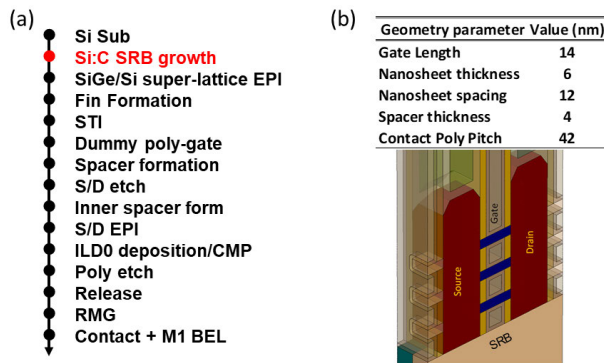 (a)
Si Sub
Si:C SRB growth
SiGe/Si super-lattice EPI
Fin Formation
STI
Dummy poly-gate
Spacer formation
S/D etch
Inner spacer form
S/D EPI
ILD0 deposition/CMP
Poly etch
Release
RMG
Contact + M1 BEL
(b)
Geometry parameter Value (nm)
Gate Length 14
Nanosheet thickness 6
Nanosheet spacing 12
Spacer thickness 4
Contact Poly Pitch 42
Gate
Source
Drain
SRB